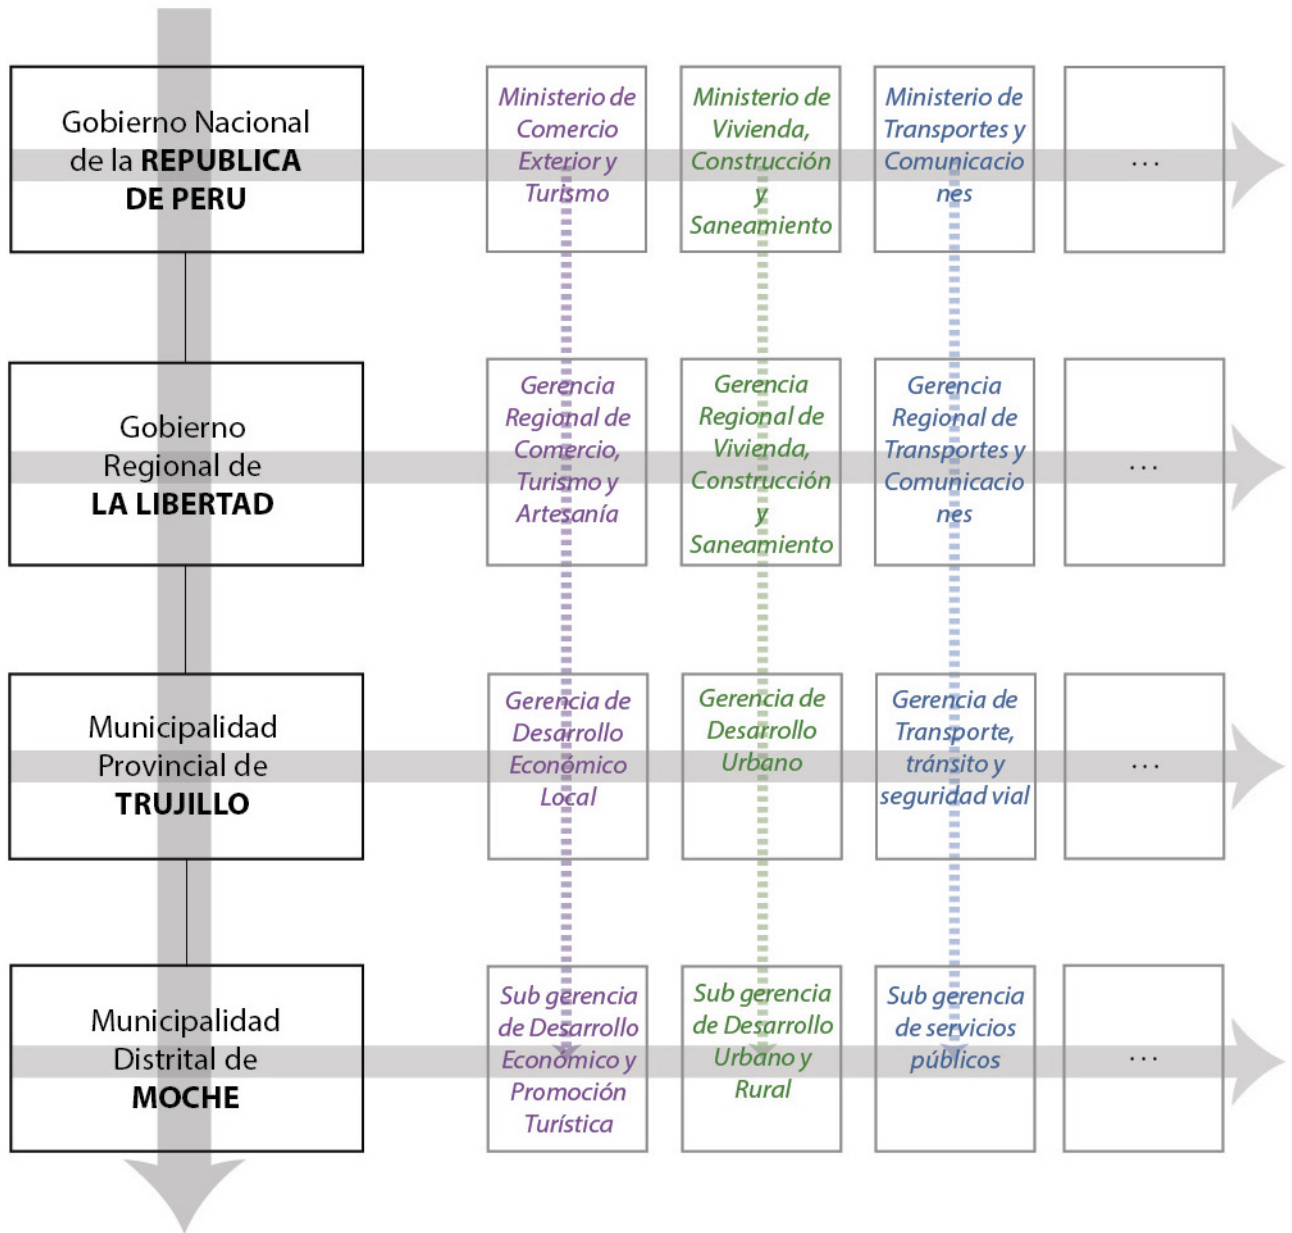 Gobierno Nacional
de la REPUBLICA
DE PERU
Ministerio de
Comercio
Exterior y
Turismo
Ministerio de
Vivienda,
Construcción
y
Saneamiento
Ministerio de
Transportes y
Comunicacio
nes
...
Gobierno
Regional de
LA LIBERTAD
Gerencia
Regional de
Comercio,
Turismo y
Artesanía
Gerencia
Regional de
Vivienda,
Construcción
y
Saneamiento
Gerencia
Regional de
Transportes y
Comunicacio
nes
...
Municipalidad
Provincial de
TRUJILLO
Gerencia de
Desarrollo
Económico
Local
Gerencia de
Desarrollo
Urbano
Gerencia de
Transporte,
tránsito y
seguridad vial
...
Municipalidad
Distrital de
MOCHE
Sub gerencia
de Desarrollo
Económico y
Promoción
Turística
Sub gerencia
de Desarrollo
Urbano y
Rural
Sub gerencia
de servicios
públicos
...